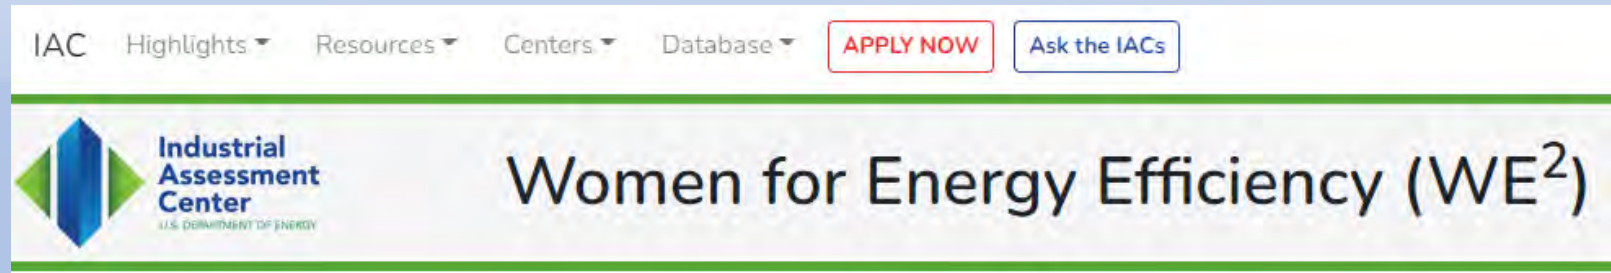 IAC Highlights Resources Centers Database APPLY NOW Ask the IACs
Industrial
Assessment
Center
U.S. DEPARTMENT OF ENERGY
Women for Energy Efficiency (WE²)